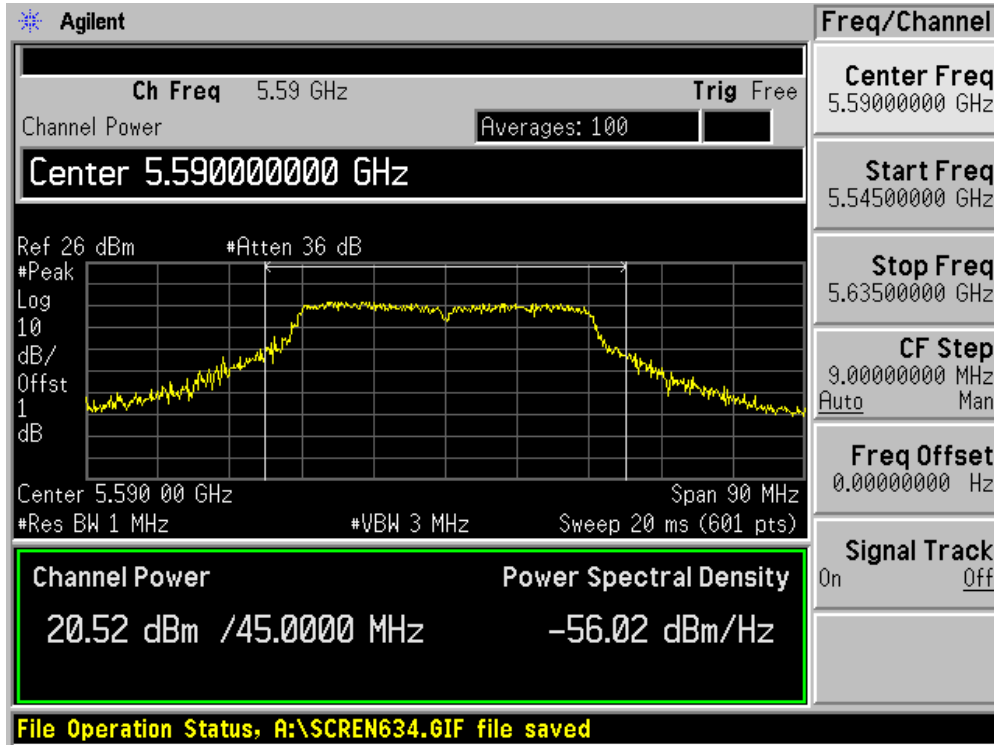 Agilent
Freq/Channel
Ch Freq 5.59 GHz Trig Free
Channel Power Averages: 100
Center 5.590000000 GHz
Ref 26 dBm #Atten 36 dB
#Peak
Log
10
dB/
Offst
1
dB
Center 5.590 00 GHz Span 90 MHz
#Res BW 1 MHz #VBW 3 MHz Sweep 20 ms (601 pts)
Channel Power Power Spectral Density
20.52 dBm /45.0000 MHz -56.02 dBm/Hz
File Operation Status, A:\SCREN634.GIF file saved
Center Freq
5.59000000 GHz
Start Freq
5.54500000 GHz
Stop Freq
5.63500000 GHz
CF Step
9.00000000 MHz
Auto Man
Freq Offset
0.00000000 Hz
Signal Track
On Off